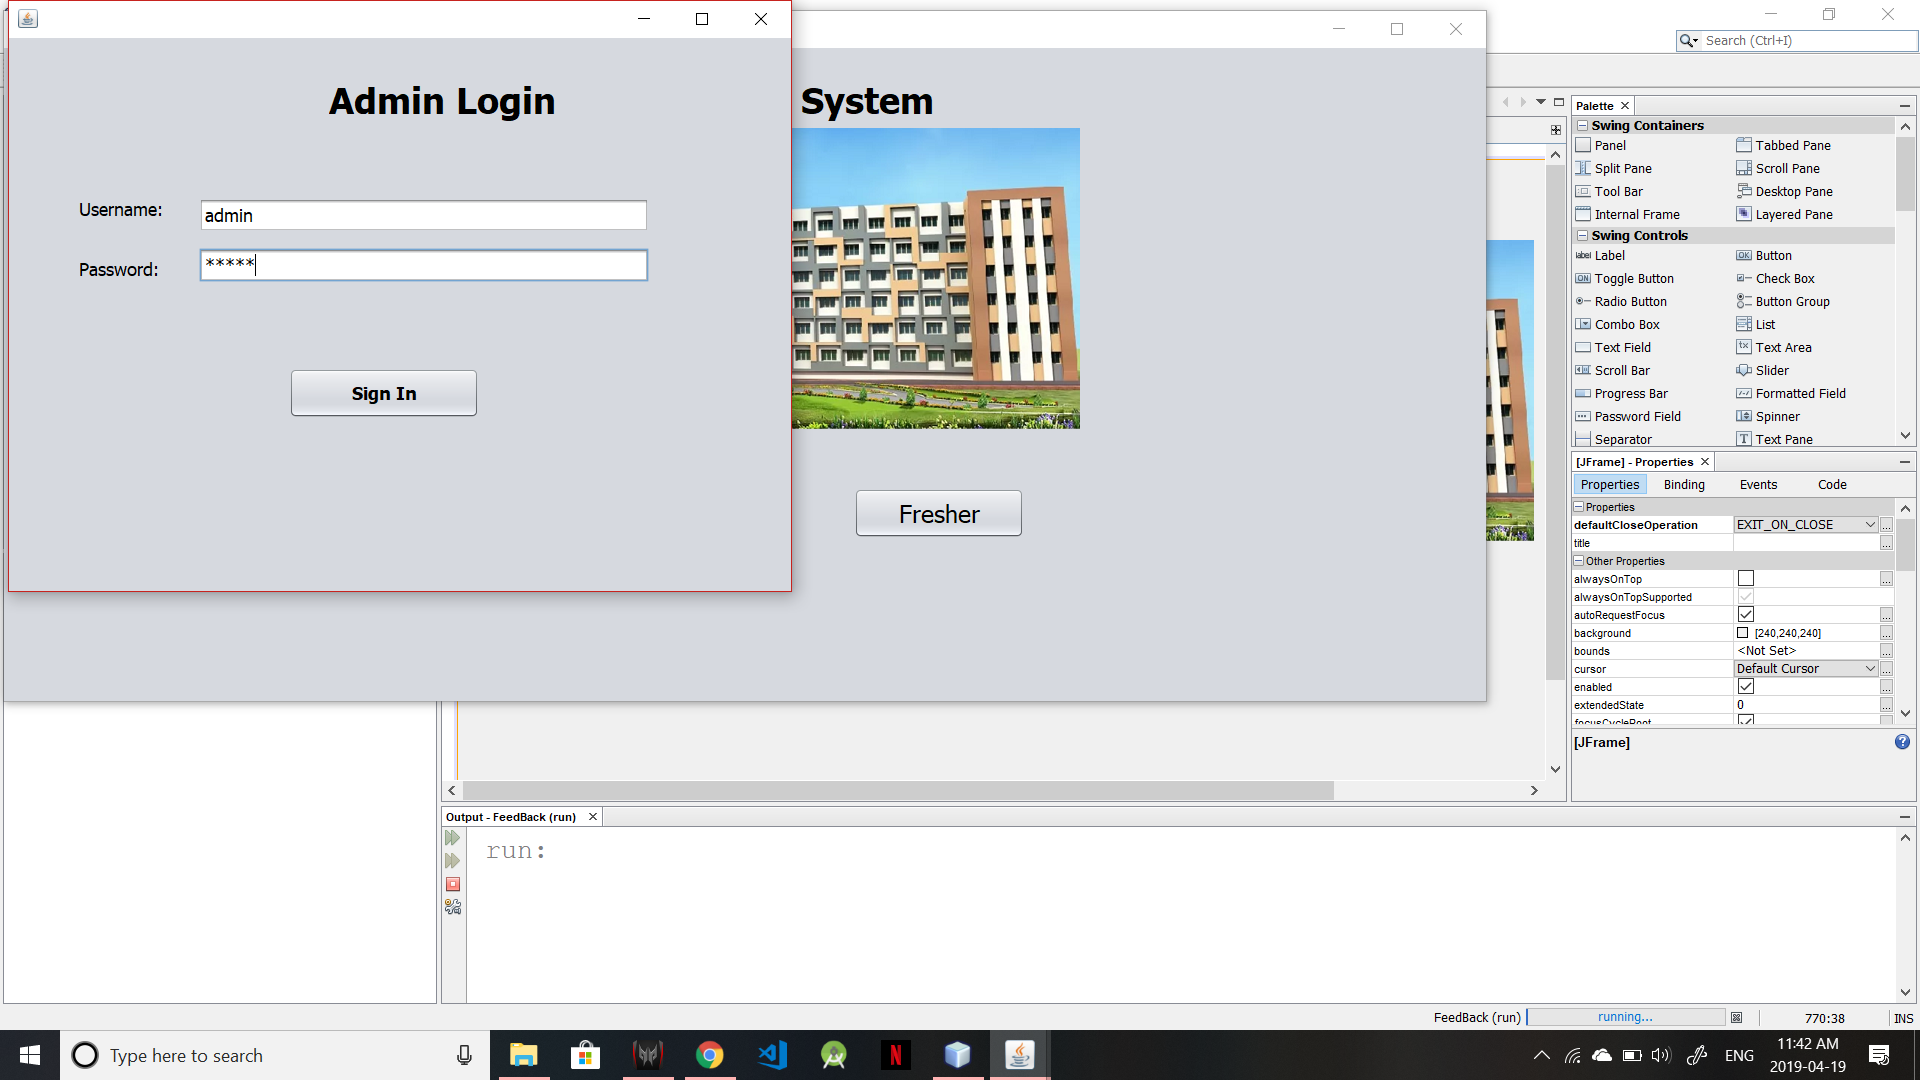 Search (Ctrl+I)
Admin Login
System
Username:
admin
Password:
*****
Sign In
Fresher
Palette
Swing Containers
Panel
Tabbed Pane
Split Pane
Scroll Pane
Tool Bar
Desktop Pane
Internal Frame
Layered Pane
Swing Controls
label Label
OK Button
ON Toggle Button
Check Box
Radio Button
Button Group
Combo Box
List
Text Field
Text Area
Scroll Bar
Slider
Progress Bar
Formatted Field
Password Field
Spinner
Separator
T Text Pane
[JFrame] - Properties
Properties
Binding
Events
Code
Properties
defaultCloseOperation
EXIT_ON_CLOSE
title
Other Properties
alwaysOnTop
alwaysOnTopSupported
autoRequestFocus
background
[240,240,240]
bounds
<Not Set>
cursor
Default Cursor
enabled
extendedState
0
focusCycleRoot
[JFrame]
Output - FeedBack (run)
run:
FeedBack (run)
running...
770:38
INS
Type here to search
N
ENG
11:42 AM
2019-04-19